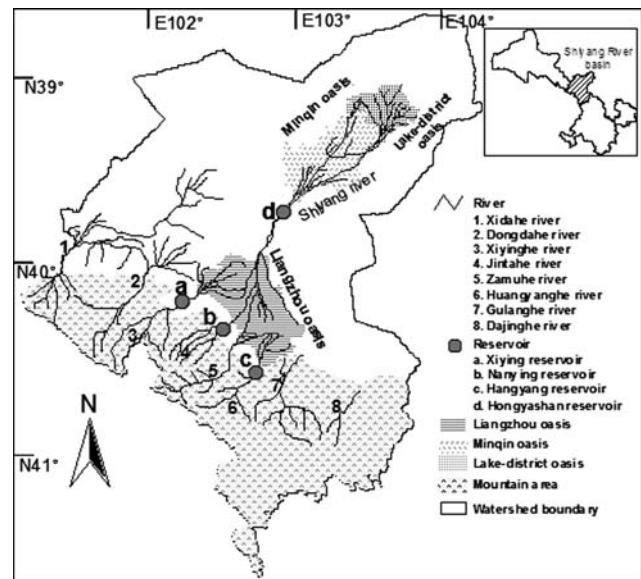 E102° E103° E104°
Shiyang River
basin
N39°
Minqin oasis
Lake-district
oasis
d Shiyang river
River
1. Xidahe river
2. Dongdahe river
3. Xiyinghe river
4. Jintahe river
5. Zamuhe river
6. Huangyanghe river
7. Gulanghe river
8. Dajinghe river
Reservoir
a. Xiying reservoir
b. Nanying reservoir
c. Hangyang reservoir
d. Hongyashan reservoir
Liangzhou oasis
Minqin oasis
Lake-district oasis
Mountain area
Watershed boundary
1
N40°
2 a
Liangzhou oasis
b
3 4
5 c
6 7 8
N
N41°